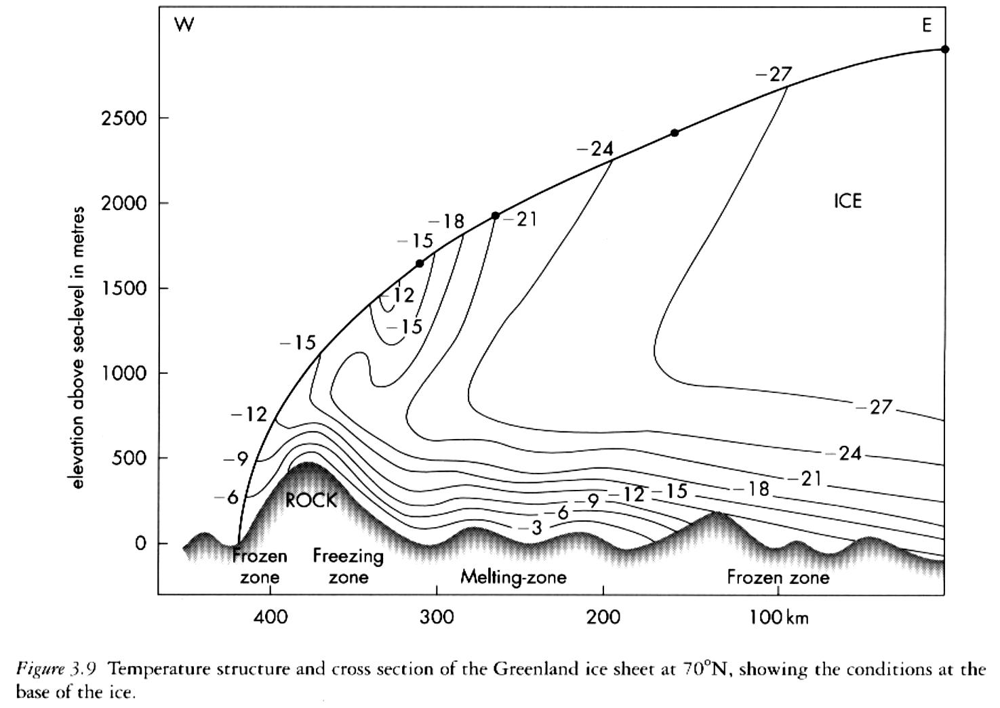 W
E
−27
2500
−24
ICE
2000
−18
−21
−15
1500
−12
−15
−15
1000
−12
−27
−24
500
−9
−21
−18
−15
−12
−6
ROCK
−9
−6
−3
0
Frozen
zone
Freezing
zone
Melting-zone
Frozen zone
400
300
200
100 km
elevation above sea-level in metres
Figure 3.9 Temperature structure and cross section of the Greenland ice sheet at 70°N, showing the conditions at the
base of the ice.